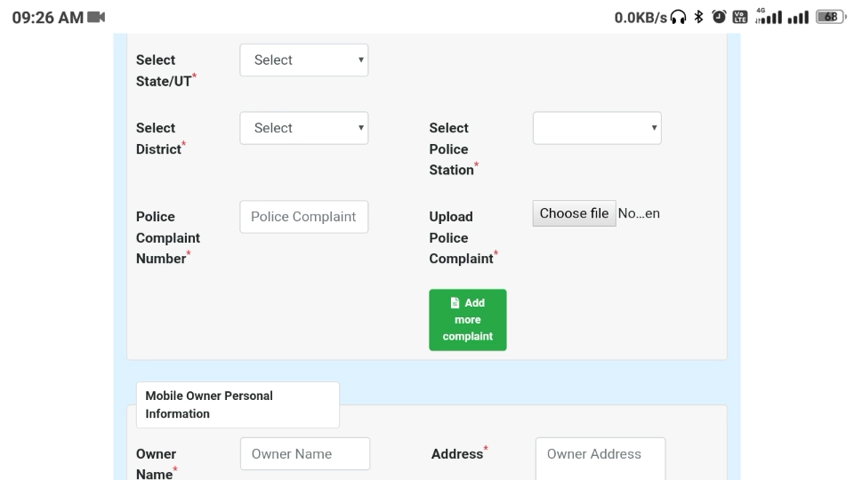 09:26 AM
0.0KB/s 4G Vo LTE 68
Select State/UT*
Select
Select District*
Select
Select Police Station*
Police Complaint Number*
Police Complaint
Upload Police Complaint*
Choose file No...en
Add more complaint
Mobile Owner Personal Information
Owner Name*
Owner Name
Address*
Owner Address